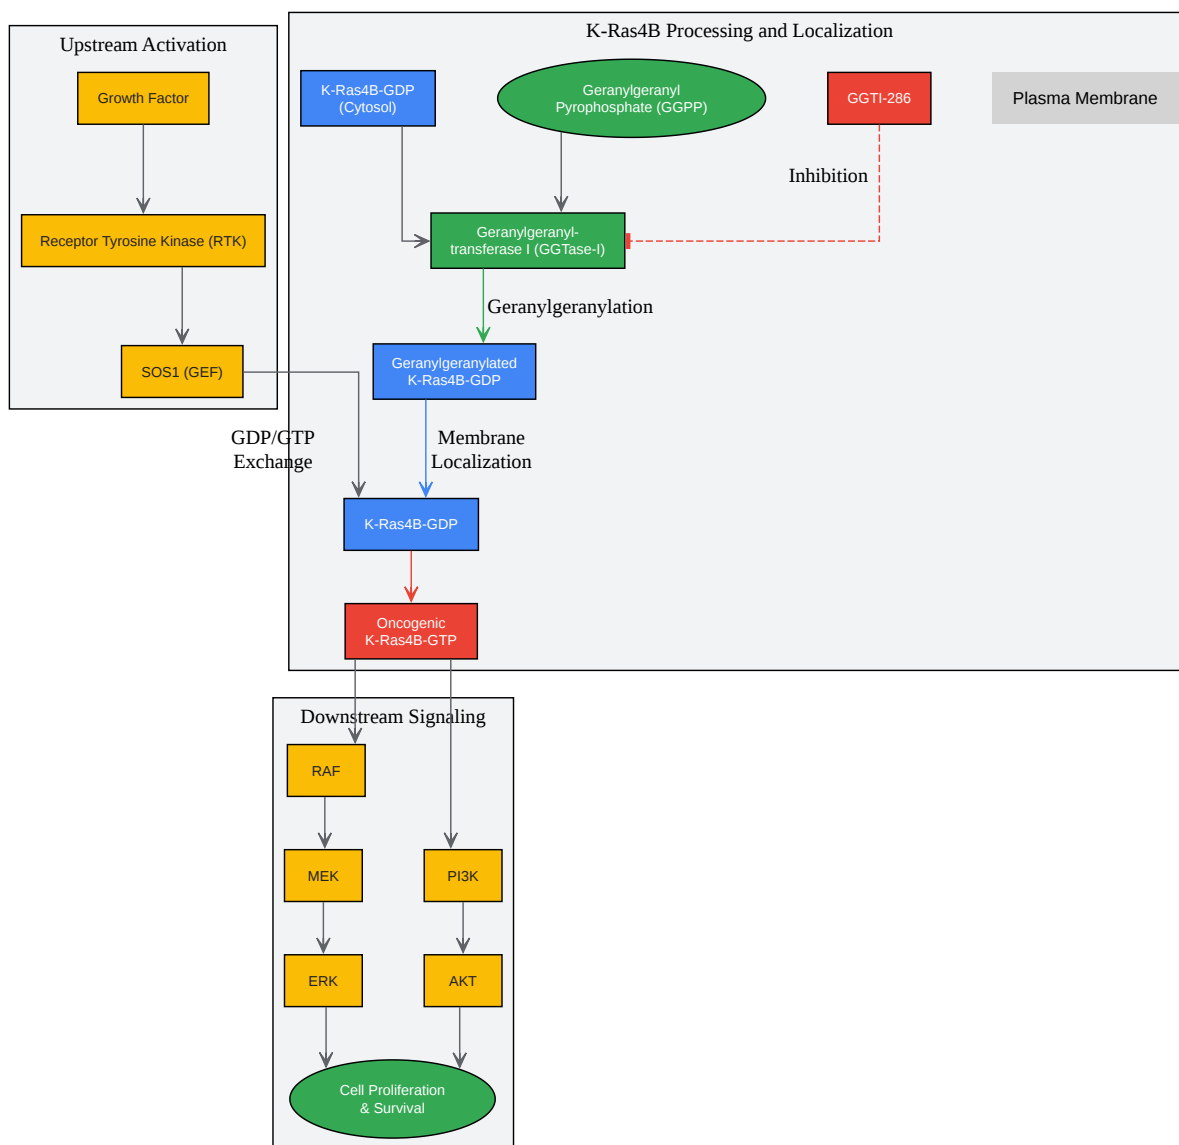 Upstream Activation
Growth Factor
Receptor Tyrosine Kinase (RTK)
SOS1 (GEF)
K-Ras4B Processing and Localization
K-Ras4B-GDP
(Cytosol)
Geranylgeranyl
Pyrophosphate (GGPP)
GGTI-286
Plasma Membrane
Inhibition
Geranylgeranyl-
transferase I (GGTase-I)
Geranylgeranylation
Geranylgeranylated
K-Ras4B-GDP
GDP/GTP
Exchange
Membrane
Localization
K-Ras4B-GDP
Oncogenic
K-Ras4B-GTP
Downstream Signaling
RAF
MEK
PI3K
ERK
AKT
Cell Proliferation
& Survival